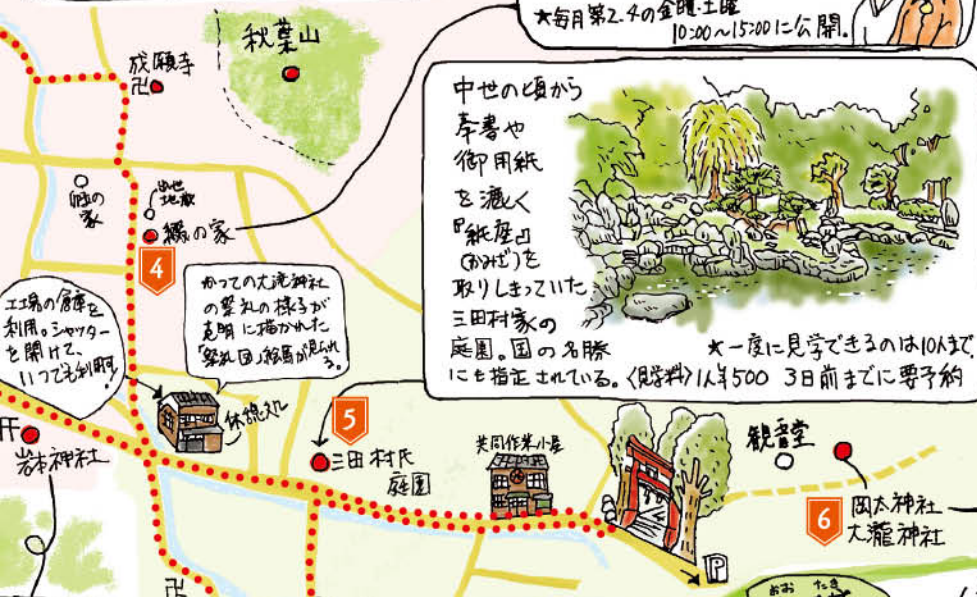 ★毎月第2.4の金曜・土曜
10:00~15:00に公開。
秋葉山
成願寺
卍
中世の頃から
奉書や
御用紙
を漉く
『紙座』
(かみざ)を
取りしきっていた
三田村家の
庭園。国の名勝
にも指定されている。〈見学料〉1人¥500 3日前までに要予約
★一度に見学できるのは10人まで
の家
出世
地蔵
綴の家
4
かつての大滝神社
の祭礼の様子が
克明に描かれた
「祭礼図」絵馬が見られ
る。
工場の倉庫を
利用。シャッター
を開けて、
いつでも利用可!
休憩所
5
三田村氏
庭園
共同作業小屋
観音堂
岩本神社
6
岡太神社
大瀧神社
P
卍
おお たき